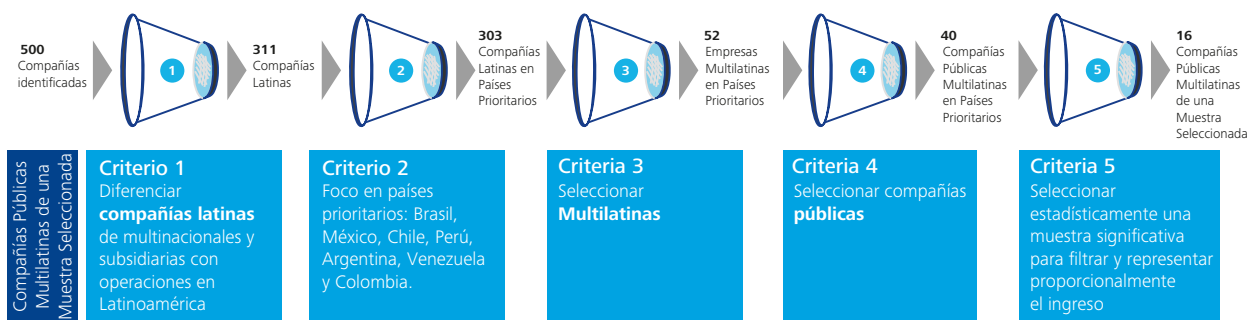 500
Compañías
identificadas
1
311
Compañías
Latinas
2
303
Compañías
Latinas en
Países
Prioritarios
3
52
Empresas
Multilatinas
en Países
Prioritarios
4
40
Compañías
Públicas
Multilatinas
en Países
Prioritarios
5
16
Compañías
Públicas
Multilatinas
de una
Muestra
Seleccionada
Compañías Públicas
Multilatinas de una
Muestra Seleccionada
Criterio 1
Diferenciar
compañías latinas
de multinacionales y
subsidiarias con
operaciones en
Latinoamérica
Criterio 2
Foco en países
prioritarios: Brasil,
México, Chile, Perú,
Argentina, Venezuela
y Colombia.
Criteria 3
Seleccionar
Multilatinas
Criteria 4
Seleccionar compañías
públicas
Criteria 5
Seleccionar
estadísticamente una
muestra significativa
para filtrar y representar
proporcionalmente
el ingreso